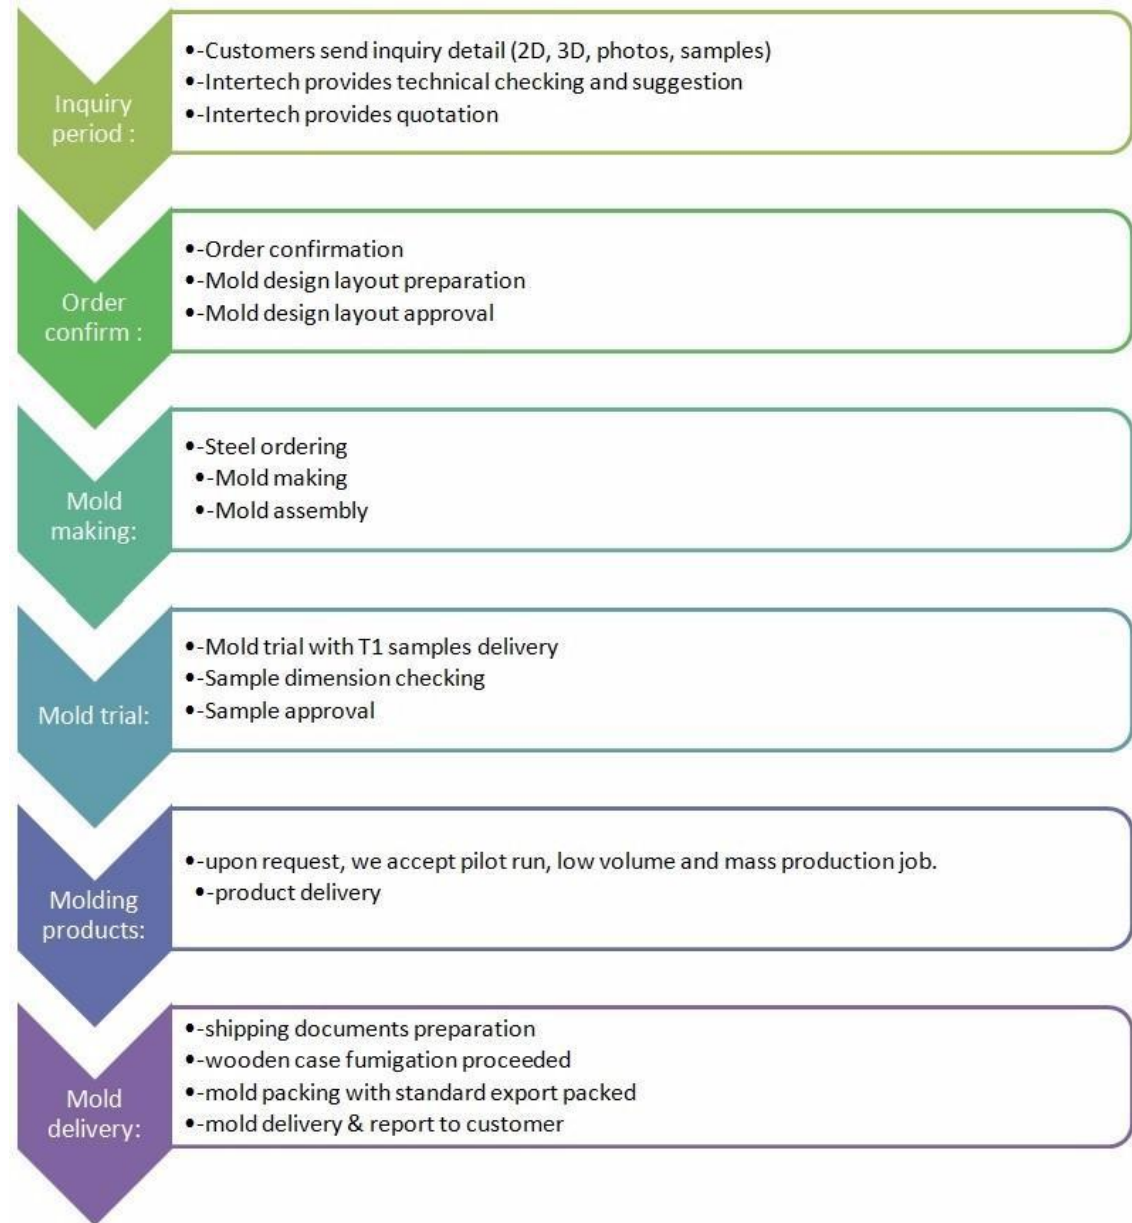 Inquiry
period :
•-Customers send inquiry detail (2D, 3D, photos, samples)
•-Intertech provides technical checking and suggestion
•-Intertech provides quotation
Order
confirm :
•-Order confirmation
•-Mold design layout preparation
•-Mold design layout approval
Mold
making:
•-Steel ordering
•-Mold making
•-Mold assembly
Mold trial:
•-Mold trial with T1 samples delivery
•-Sample dimension checking
•-Sample approval
Molding
products:
•-upon request, we accept pilot run, low volume and mass production job.
•-product delivery
Mold
delivery:
•-shipping documents preparation
•-wooden case fumigation proceeded
•-mold packing with standard export packed
•-mold delivery & report to customer